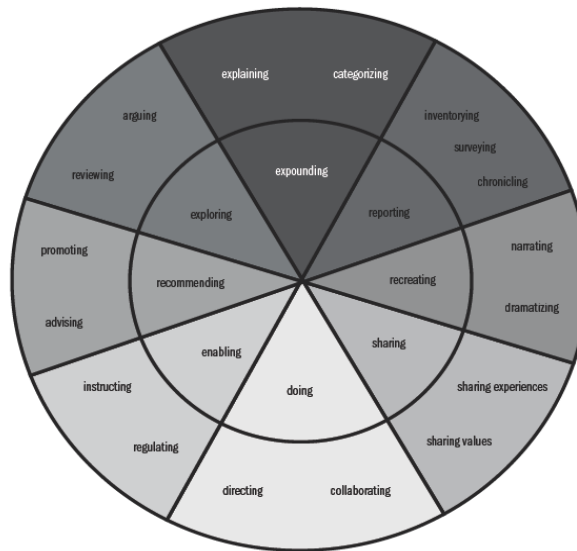 explaining
categorizing
arguing
inventorying
surveying
expounding
reviewing
chronicling
exploring
reporting
promoting
narrating
recommending
recreating
dramatizing
advising
enabling
sharing
instructing
sharing experiences
doing
regulating
sharing values
directing
collaborating